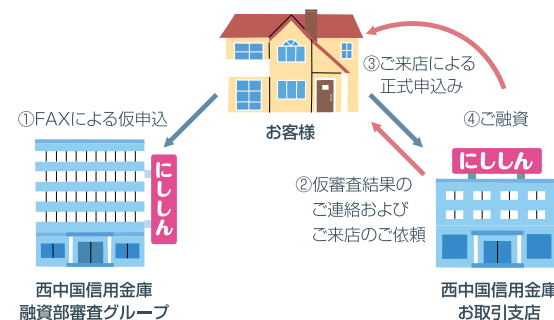 ③ご来店による
正式申込み
①FAXによる仮申込
お客様
④ご融資
にししん
にししん
②仮審査結果の
ご連絡および
ご来店のご依頼
西中国信用金庫
融資部審査グループ
西中国信用金庫
お取引支店